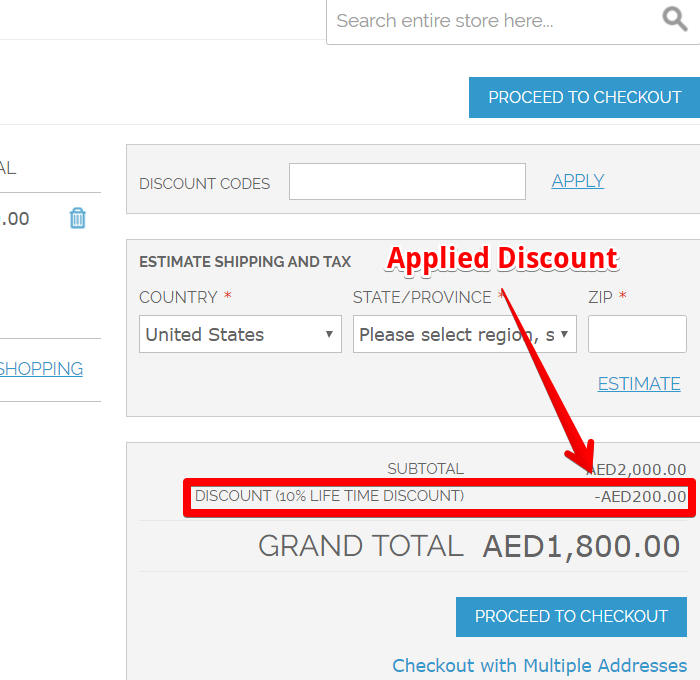 Search entire store here...
PROCEED TO CHECKOUT
AL
DISCOUNT CODES APPLY
.00
ESTIMATE SHIPPING AND TAX
Applied Discount
COUNTRY * STATE/PROVINCE * ZIP *
United States Please select region, s
SHOPPING
ESTIMATE
SUBTOTAL AED2,000.00
DISCOUNT (10% LIFE TIME DISCOUNT) -AED200.00
GRAND TOTAL AED1,800.00
PROCEED TO CHECKOUT
Checkout with Multiple Addresses